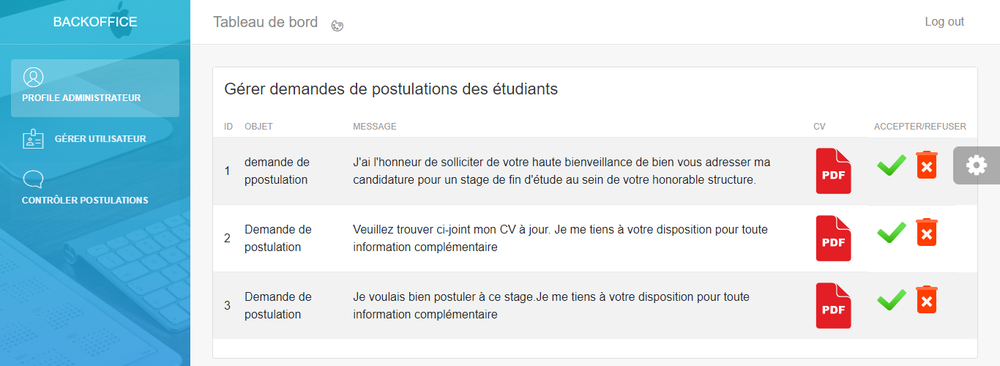 BACKOFFICE
Tableau de bord
Log out
PROFILE ADMINISTRATEUR
GÉRER UTILISATEUR
CONTRÔLER POSTULATIONS
Gérer demandes de postulations des étudiants
ID OBJET MESSAGE CV ACCEPTER/REFUSER
1 demande de ppostulation J'ai l'honneur de solliciter de votre haute bienveillance de bien vous adresser ma
candidature pour un stage de fin d'étude au sein de votre honorable structure. PDF
2 Demande de postulation Veuillez trouver ci-joint mon CV à jour. Je me tiens à votre disposition pour toute
information complémentaire PDF
3 Demande de postulation Je voulais bien postuler à ce stage.Je me tiens à votre disposition pour toute
information complémentaire PDF